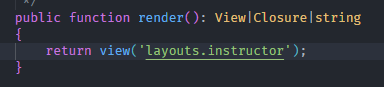 */
public function render(): View|Closure|string
{
return view('layouts.instructor');
}